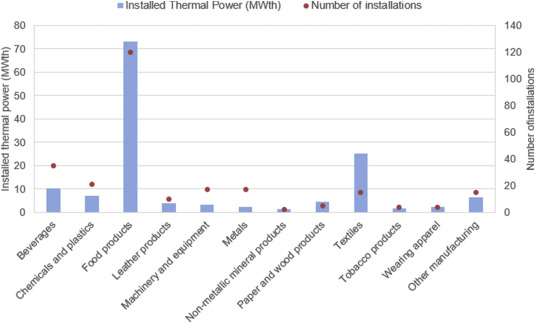 Installed Thermal Power (MWth) Number of installations
Installed thermal power (MWth)
80
70
60
50
40
30
20
10
0
140
120
100
80
60
40
20
0
Number ofinstallations
Beverages
Chemicals and plastics
Food products
Leather products
Machinery and equipment
Metals
Non-metallic mineral products
Paper and wood products
Textiles
Tobacco products
Wearing apparel
Other manufacturing